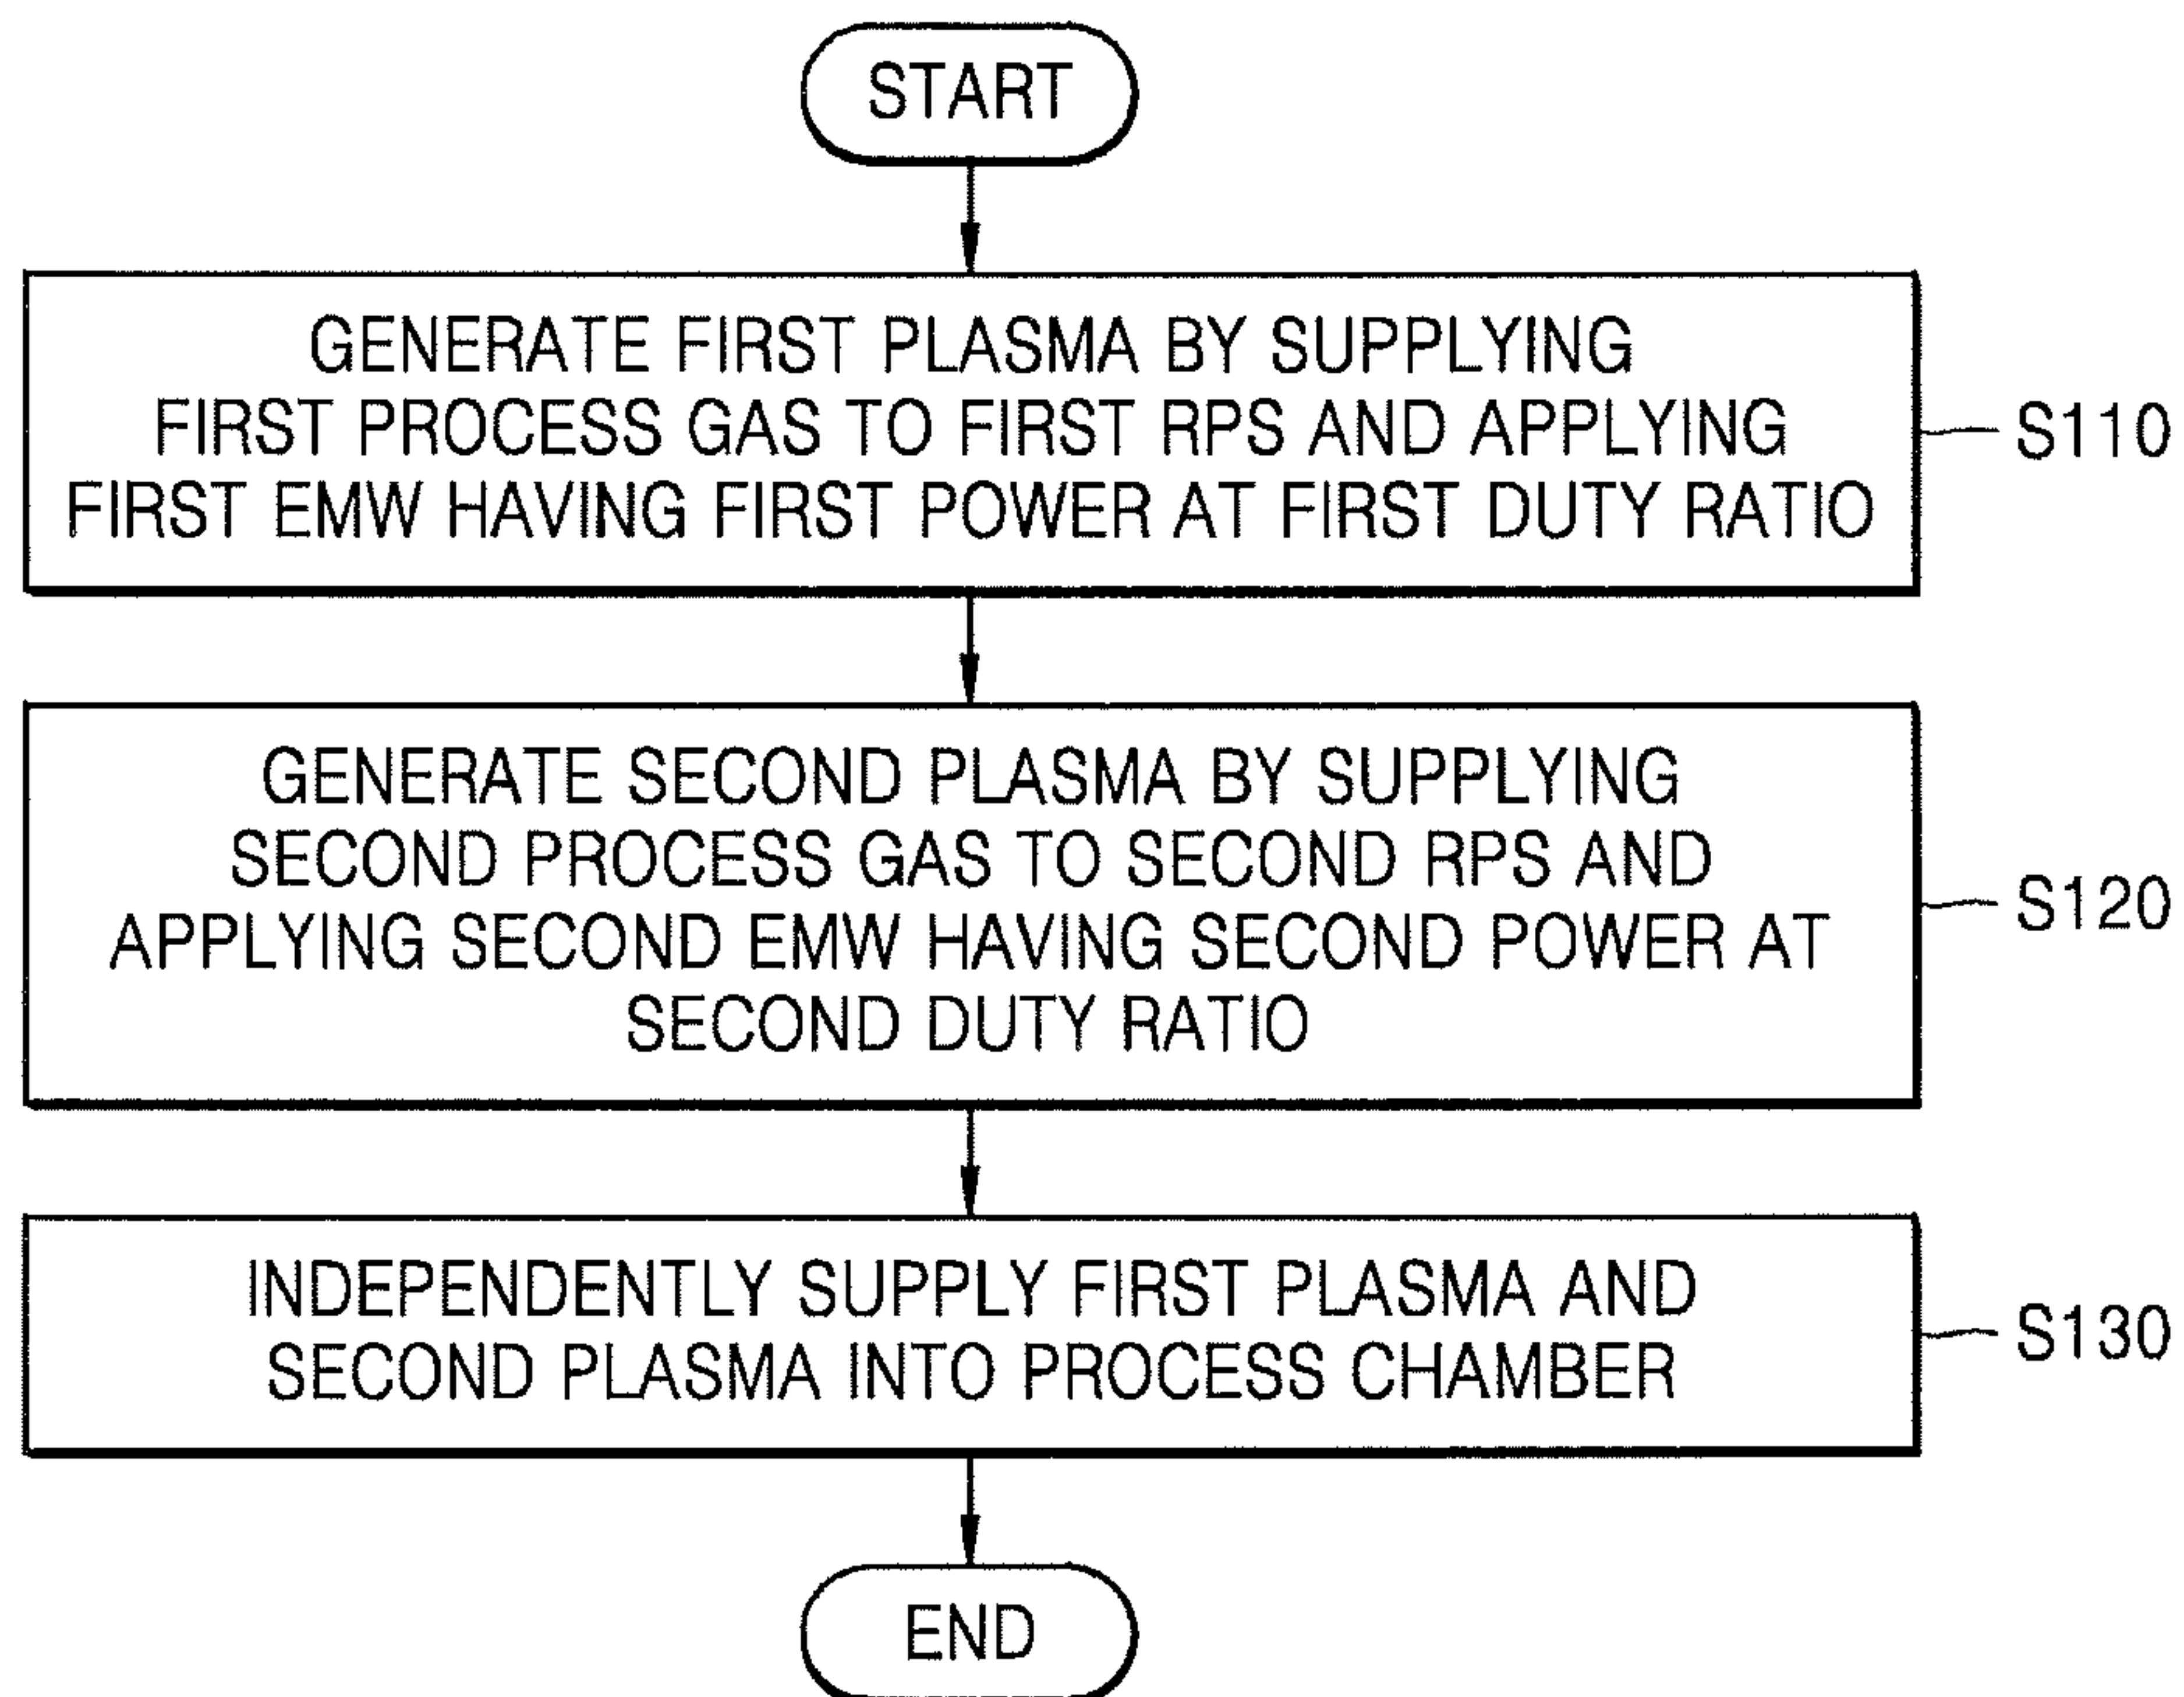 START
GENERATE FIRST PLASMA BY SUPPLYING
FIRST PROCESS GAS TO FIRST RPS AND APPLYING
FIRST EMW HAVING FIRST POWER AT FIRST DUTY RATIO
S110
GENERATE SECOND PLASMA BY SUPPLYING
SECOND PROCESS GAS TO SECOND RPS AND
APPLYING SECOND EMW HAVING SECOND POWER AT
SECOND DUTY RATIO
S120
INDEPENDENTLY SUPPLY FIRST PLASMA AND
SECOND PLASMA INTO PROCESS CHAMBER
S130
END